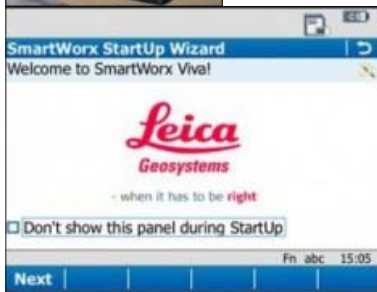 SmartWorx StartUp Wizard
Welcome to SmartWorx Viva!
Leica
Geosystems
- when it has to be right
Don't show this panel during StartUp
Fn abc 15:05
Next